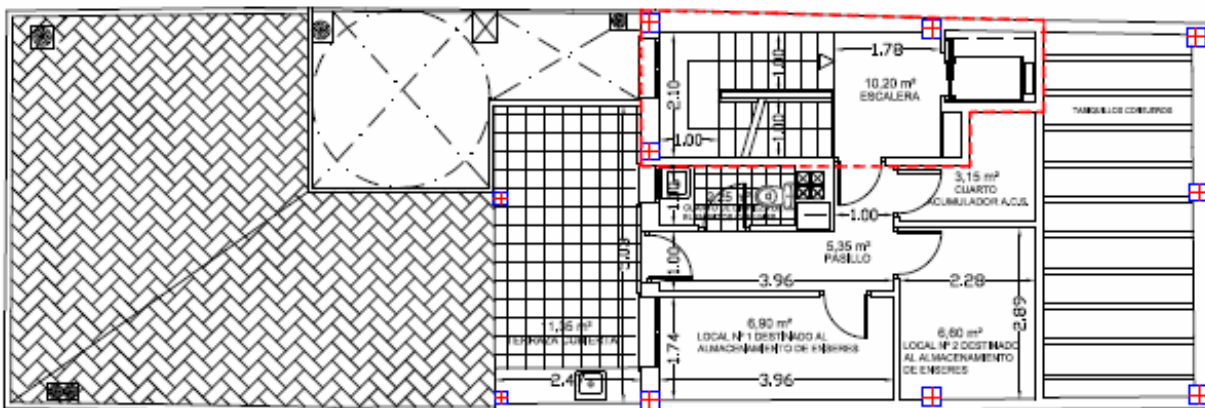 1.78
1.00
2.10
10.20 m²
ESCALERA
TANQUILLOS CONEJEROS
1.00
1.00
3,15 m²
CUARTO
ACUMULADOR A.C.S.
1.00
5,35 m²
PASILLO
1.00
3.96
2.28
2.89
11,35 m²
TERRAZA CUBIERTA
6,90 m²
LOCAL Nº 1 DESTINADO AL
ALMACENAMIENTO DE ENSERES
6,60 m²
LOCAL Nº 2 DESTINADO
AL ALMACENAMIENTO
DE ENSERES
1.74
2.47
3.96